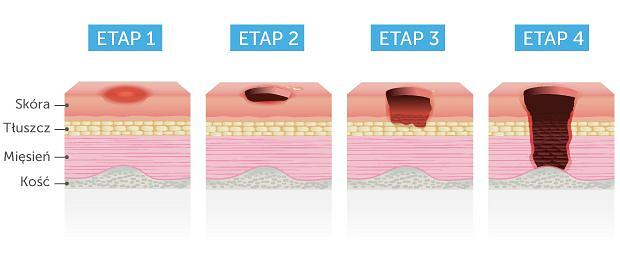 ETAP 1
ETAP 2
ETAP 3
ETAP 4
Skóra
Tłuszcz
Mięsień
Kość